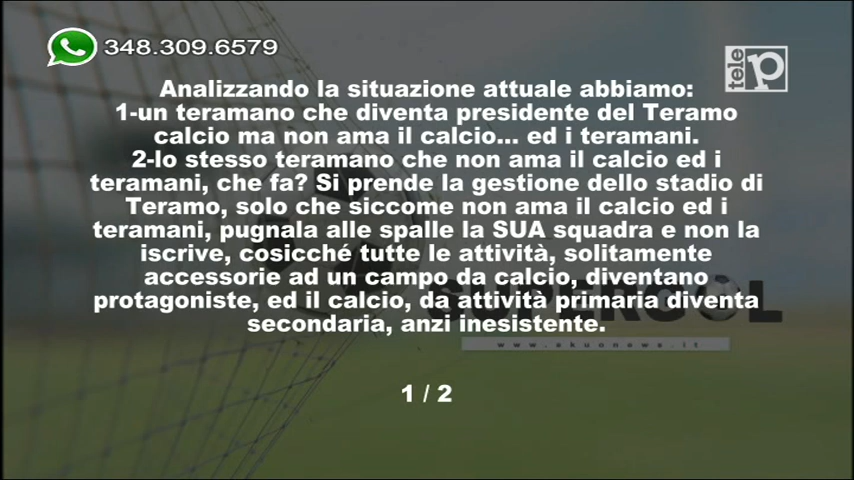 348.309.6579
tele p
Analizzando la situazione attuale abbiamo:
1-un teramano che diventa presidente del Teramo
calcio ma non ama il calcio... ed i teramani.
2-lo stesso teramano che non ama il calcio ed i
teramani, che fa? Si prende la gestione dello stadio di
Teramo, solo che siccome non ama il calcio ed i
teramani, pugnala alle spalle la SUA squadra e non la
iscrive, cosicché tutte le attività, solitamente
accessorie ad un campo da calcio, diventano
protagoniste, ed il calcio, da attività primaria diventa
secondaria, anzi inesistente.
SUPERGOL
www.ekuonews.it
1 / 2